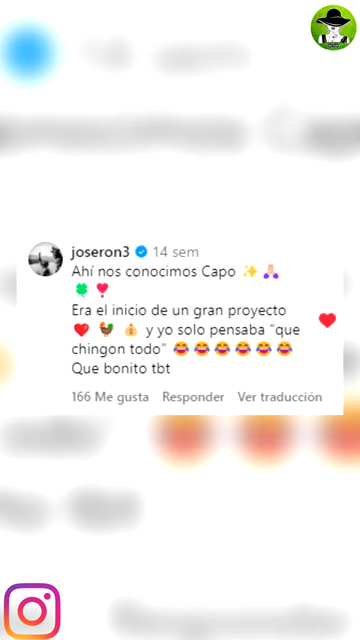 joseron3 14 sem
Ahí nos conocimos Capo ✨ 🙏🏻
🍀 ❣️
Era el inicio de un gran proyecto
❤️ 🐓 💰 y yo solo pensaba “que
chingon todo” 😂😂😂😂😂😂
Que bonito tbt
166 Me gusta Responder Ver traducción